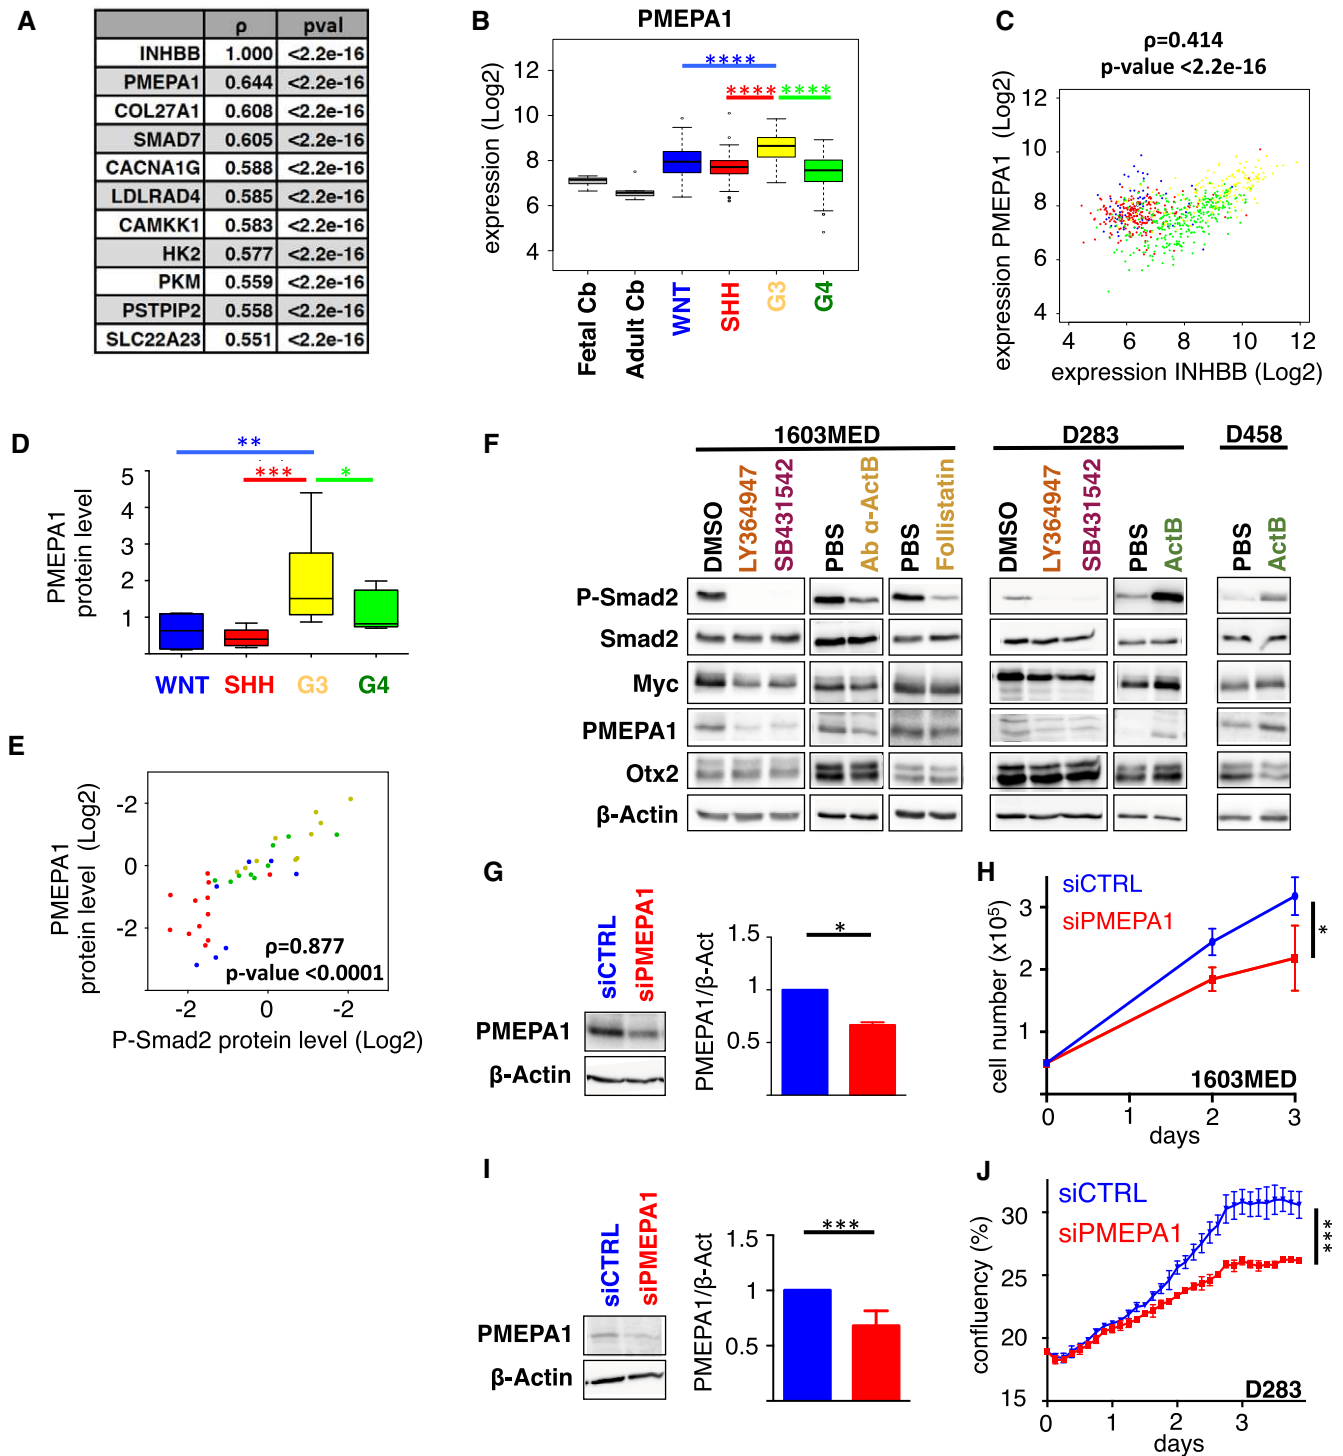 A
ρ pval
INHBB 1.000 <2.2e-16
PMEPA1 0.644 <2.2e-16
COL27A1 0.608 <2.2e-16
SMAD7 0.605 <2.2e-16
CACNA1G 0.588 <2.2e-16
LDLRAD4 0.585 <2.2e-16
CAMKK1 0.583 <2.2e-16
HK2 0.577 <2.2e-16
PKM 0.559 <2.2e-16
PSTPIP2 0.558 <2.2e-16
SLC22A23 0.551 <2.2e-16
B
PMEPA1
expression (Log2)
12
10
8
6
4
****
**** ****
Fetal Cb
Adult Cb
WNT
SHH
G3
G4
C
ρ=0.414
p-value <2.2e-16
expression PMEPA1 (Log2)
12
10
8
6
4
4 6 8 10 12
expression INHBB (Log2)
D
**
*** *
PMEPA1
protein level
5
4
3
2
1
WNT SHH G3 G4
E
PMEPA1
protein level (Log2)
-2
0
-2
ρ=0.877
p-value <0.0001
-2 0 -2
P-Smad2 protein level (Log2)
F
1603MED D283 D458
DMSO
LY364947
SB431542
PBS
Ab α-ActB
PBS
Follistatin
DMSO
LY364947
SB431542
PBS
ActB
PBS
ActB
P-Smad2
Smad2
Myc
PMEPA1
Otx2
β-Actin
G
siCTRL
siPMEPA1
PMEPA1
β-Actin
PMEPA1/β-Act
1.5
1
0.5
*
H
siCTRL
siPMEPA1
cell number (x10⁵)
3
2
1
*
1603MED
0 1 2 3
days
I
siCTRL
siPMEPA1
PMEPA1
β-Actin
PMEPA1/β-Act
1.5
1
0.5
***
J
siCTRL
siPMEPA1
confluency (%)
30
25
20
15
***
D283
0 1 2 3
days